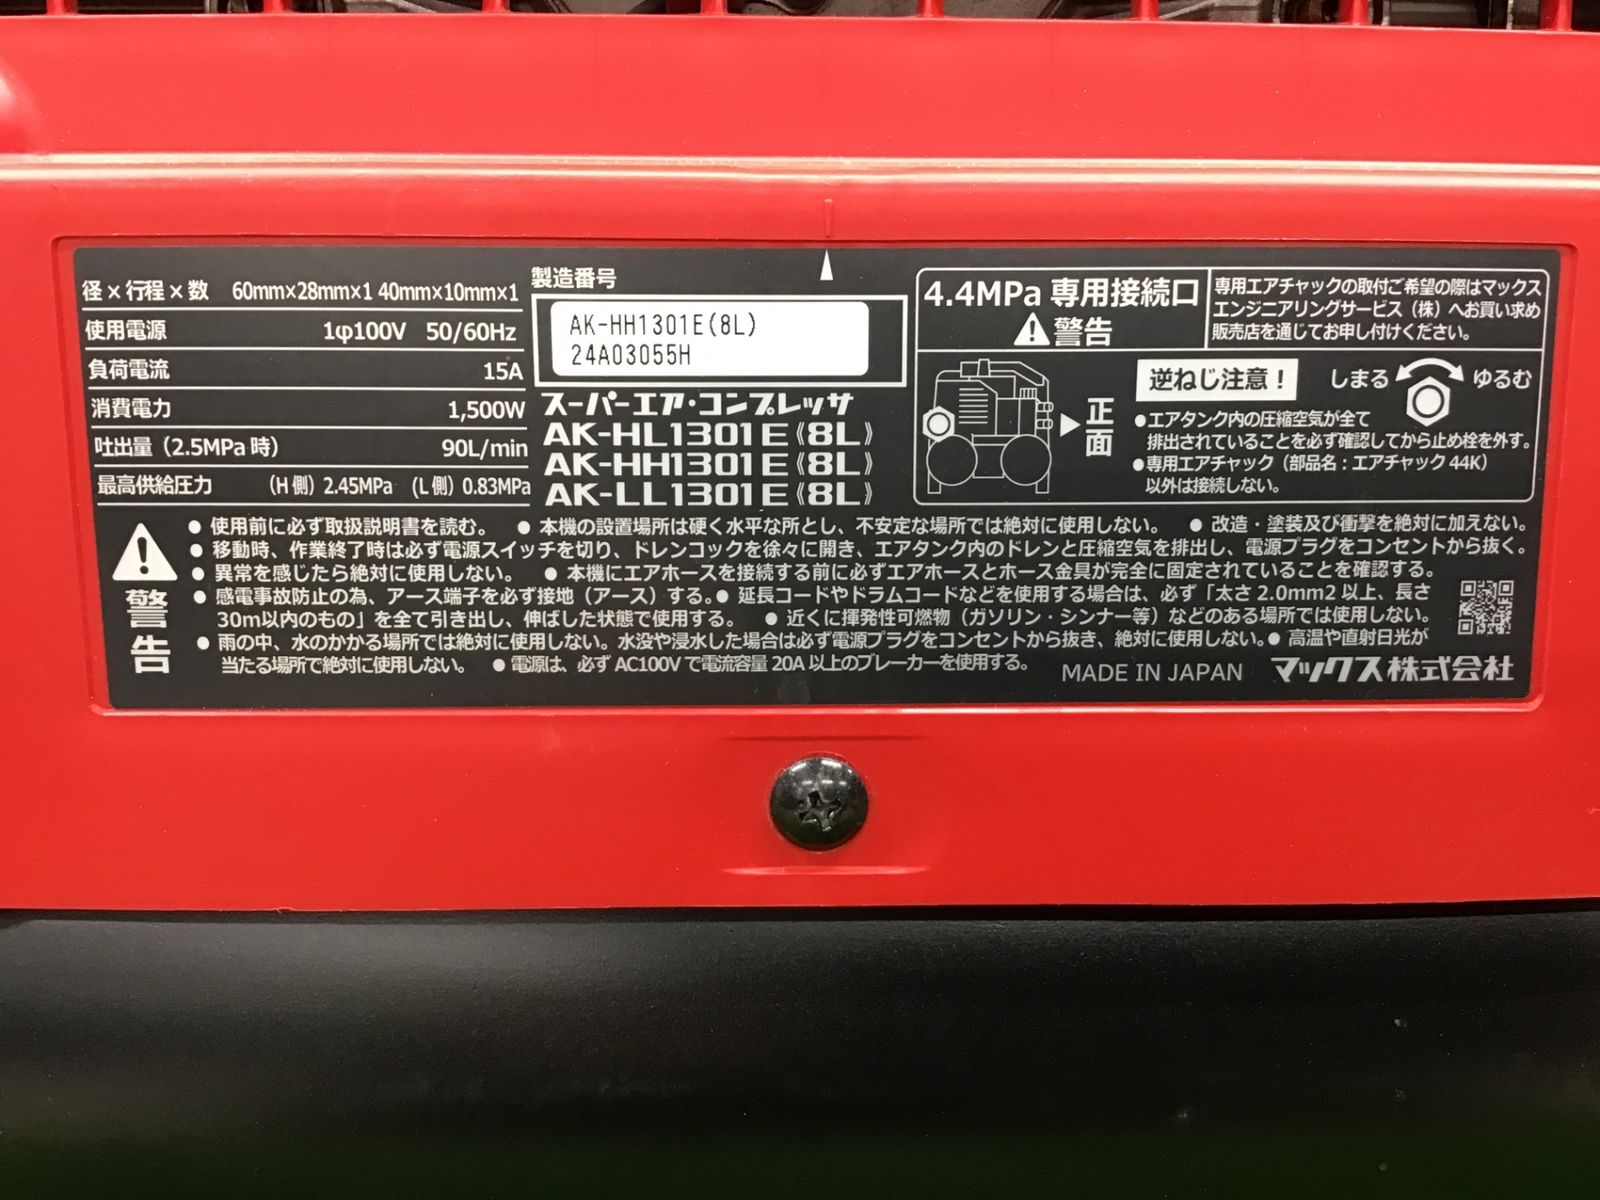 径×行程×数 60mm×28mm×1 40mm×10mm×1
使用電源 1φ100V 50/60Hz
負荷電流 15A
消費電力 1,500W
吐出量（2.5MPa時） 90L/min
最高供給圧力 （H側）2.45MPa （L側）0.83MPa
製造番号
AK-HH1301E(8L)
24A03055H
スーパーエア・コンプレッサ
AK-HL1301E《8L》
AK-HH1301E《8L》
AK-LL1301E《8L》
4.4MPa 専用接続口
警告
専用エアチャックの取付ご希望の際はマックス
エンジニアリングサービス（株）へお買い求め
販売店を通じてお申し付けください。
正面
逆ねじ注意！ しまる ゆるむ
●エアタンク内の圧縮空気が全て
排出されていることを必ず確認してから止め栓を外す。
●専用エアチャック（部品名：エアチャック44K）
以外は接続しない。
警告
● 使用前に必ず取扱説明書を読む。 ● 本機の設置場所は硬く水平な所とし、不安定な場所では絶対に使用しない。 ● 改造・塗装及び衝撃を絶対に加えない。
● 移動時、作業終了時は必ず電源スイッチを切り、ドレンコックを徐々に開き、エアタンク内のドレンと圧縮空気を排出し、電源プラグをコンセントから抜く。
● 異常を感じたら絶対に使用しない。 ● 本機にエアホースを接続する前に必ずエアホースとホース金具が完全に固定されていることを確認する。
● 感電事故防止の為、アース端子を必ず接地（アース）する。● 延長コードやドラムコードなどを使用する場合は、必ず「太さ2.0mm2以上、長さ
30m以内のもの」を全て引き出し、伸ばした状態で使用する。 ● 近くに揮発性可燃物（ガソリン・シンナー等）などのある場所では使用しない。
● 雨の中、水のかかる場所では絶対に使用しない。水没や浸水した場合は必ず電源プラグをコンセントから抜き、絶対に使用しない。● 高温や直射日光が
当たる場所で絶対に使用しない。 ● 電源は、必ずAC100Vで電流容量20A以上のブレーカーを使用する。
MADE IN JAPAN マックス株式会社